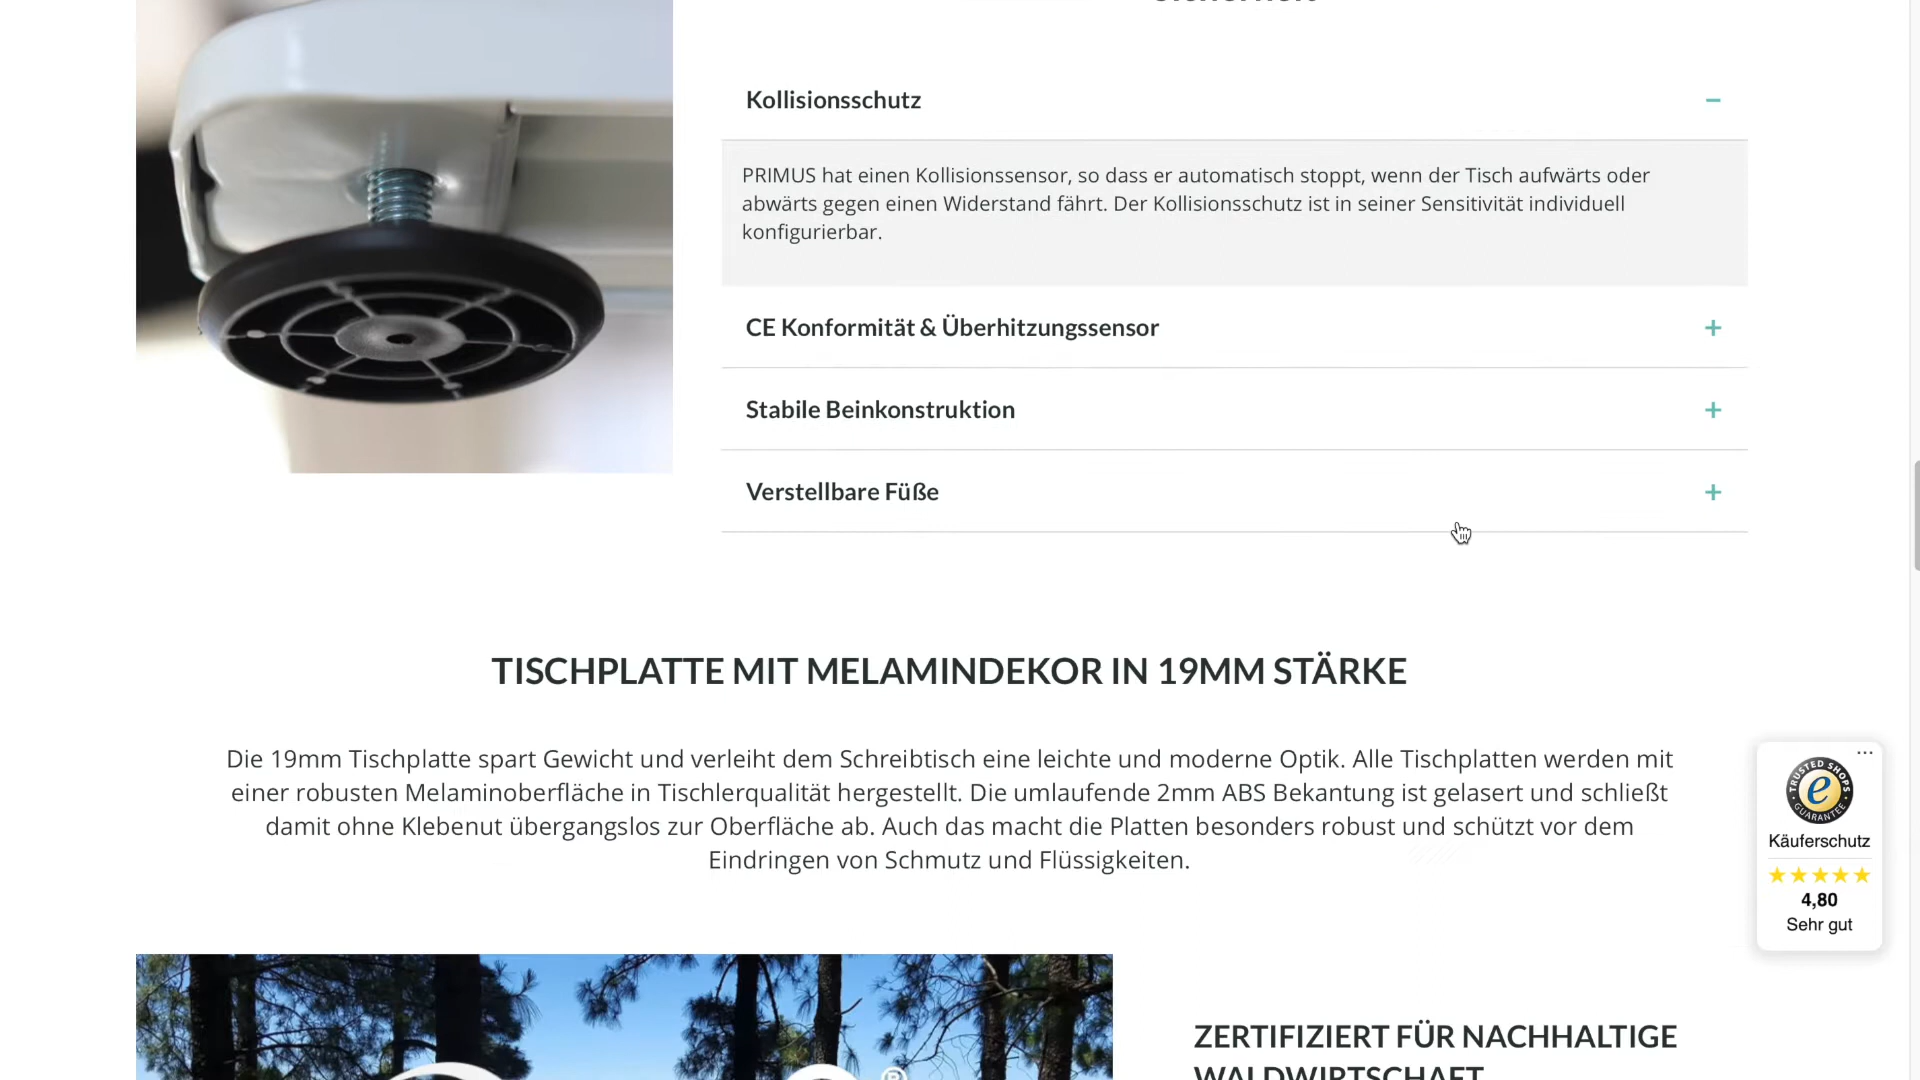 Kollisionsschutz
PRIMUS hat einen Kollisionssensor, so dass er automatisch stoppt, wenn der Tisch aufwärts oder
abwärts gegen einen Widerstand fährt. Der Kollisionsschutz ist in seiner Sensitivität individuell
konfigurierbar.
CE Konformität & Überhitzungssensor
Stabile Beinkonstruktion
Verstellbare Füße
TISCHPLATTE MIT MELAMINDEKOR IN 19MM STÄRKE
Die 19mm Tischplatte spart Gewicht und verleiht dem Schreibtisch eine leichte und moderne Optik. Alle Tischplatten werden mit
einer robusten Melaminoberfläche in Tischlerqualität hergestellt. Die umlaufende 2mm ABS Bekantung ist gelasert und schließt
damit ohne Klebenut übergangslos zur Oberfläche ab. Auch das macht die Platten besonders robust und schützt vor dem
Eindringen von Schmutz und Flüssigkeiten.
TRUSTED SHOPS
e
GUARANTEE
Käuferschutz
4,80
Sehr gut
ZERTIFIZIERT FÜR NACHHALTIGE
WALDWIRTSCHAFT
®